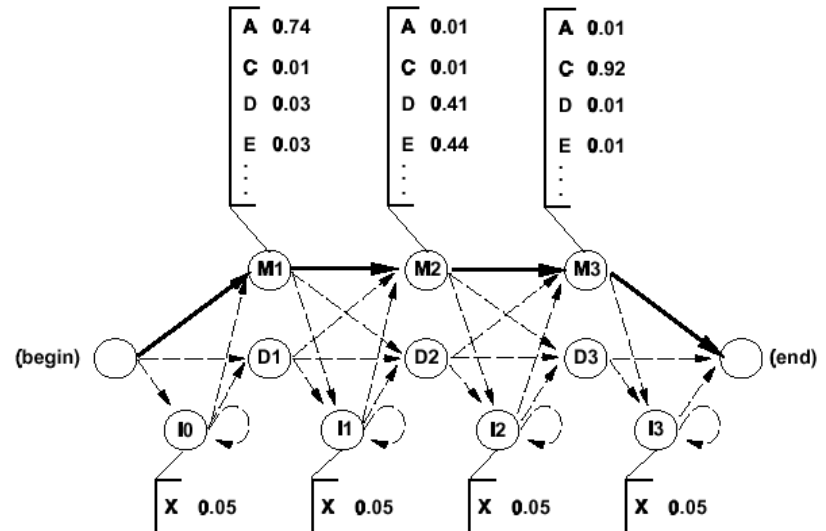 A 0.74 A 0.01 A 0.01
C 0.01 C 0.01 C 0.92
D 0.03 D 0.41 D 0.01
E 0.03 E 0.44 E 0.01
M1 M2 M3
(begin) D1 D2 D3 (end)
I0 I1 I2 I3
X 0.05 X 0.05 X 0.05 X 0.05